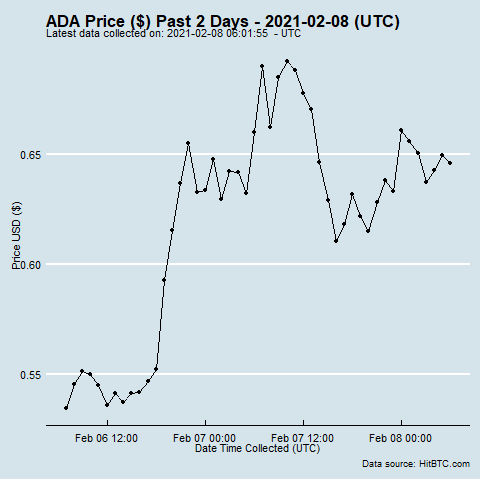 ADA Price ($) Past 2 Days - 2021-02-08 (UTC)
Latest data collected on: 2021-02-08 06:01:55  - UTC
0.65
0.60
0.55
Price USD ($)
Feb 06 12:00
Feb 07 00:00
Feb 07 12:00
Feb 08 00:00
Date Time Collected (UTC)
Data source: HitBTC.com